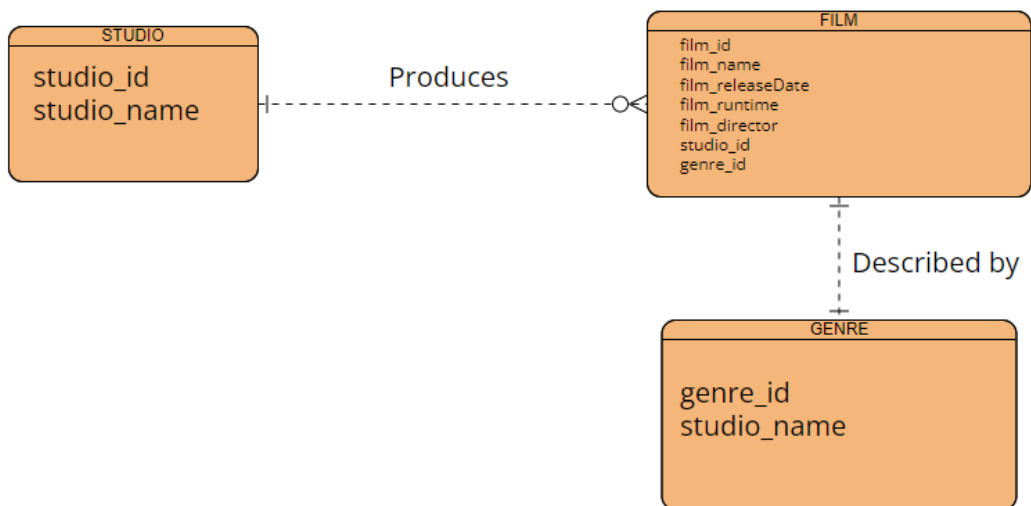 STUDIO
studio_id
studio_name
Produces
FILM
film_id
film_name
film_releaseDate
film_runtime
film_director
studio_id
genre_id
Described by
GENRE
genre_id
studio_name